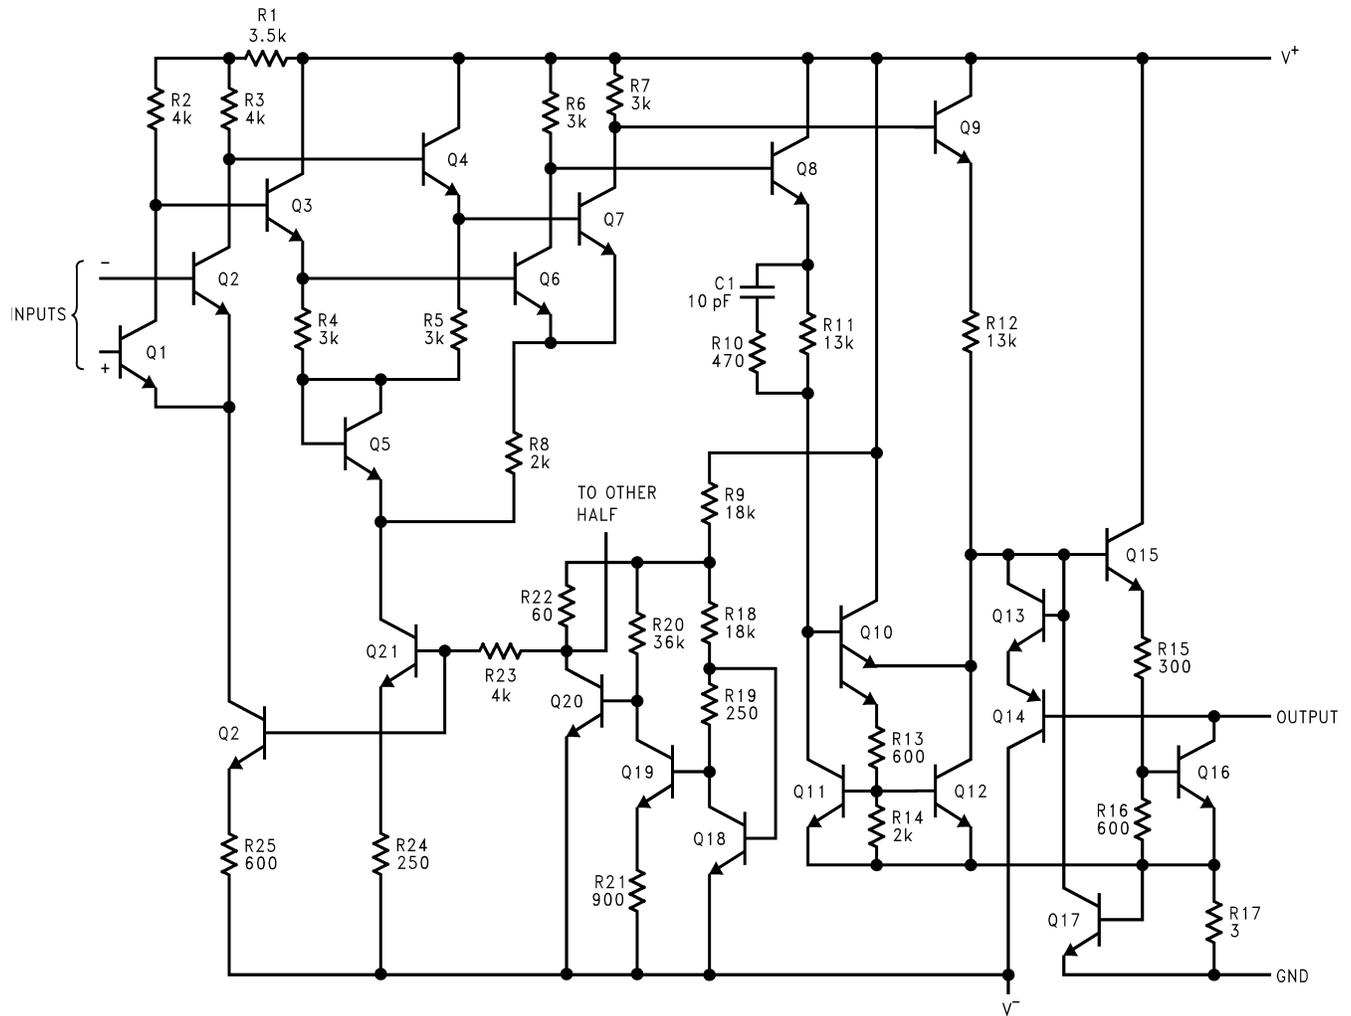 R1
3.5k
V+
R2
4k
R3
4k
R6
3k
R7
3k
Q4
Q9
Q8
Q3
Q7
−
Q2
Q6
INPUTS
Q1
+
R4
3k
R5
3k
C1
10 pF
R10
470
R11
13k
R12
13k
Q5
R8
2k
TO OTHER
HALF
R9
18k
Q15
R22
60
R20
36k
R18
18k
Q10
Q13
R15
300
Q21
R23
4k
Q20
R19
250
Q14
OUTPUT
Q2
R13
600
Q19
Q11
Q12
Q16
R14
2k
R16
600
Q18
R25
600
R24
250
R21
900
Q17
R17
3
GND
V−